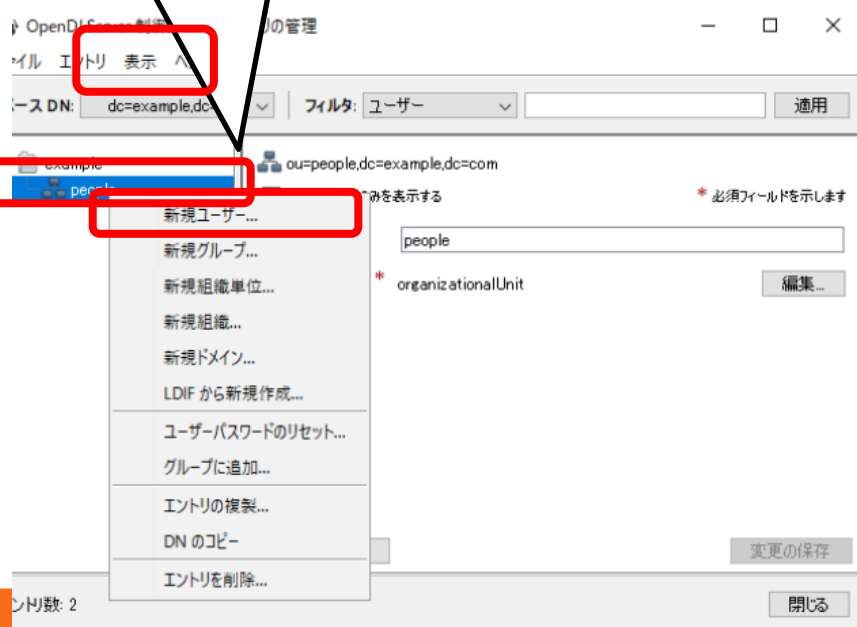 OpenDJ Server 制御 の管理
イル エントリ 表示
ース DN: dc=example,dc= フィルタ: ユーザー 適用
example
ou=people,dc=example,dc=com
people
みを表示する * 必須フィールドを示します
新規ユーザー...
people
新規グループ...
* organizationalUnit 編集...
新規組織単位...
新規組織...
新規ドメイン...
LDIF から新規作成...
ユーザーパスワードのリセット...
グループに追加...
エントリの複製...
DN のコピー
変更の保存
エントリを削除...
ントリ数: 2 閉じる